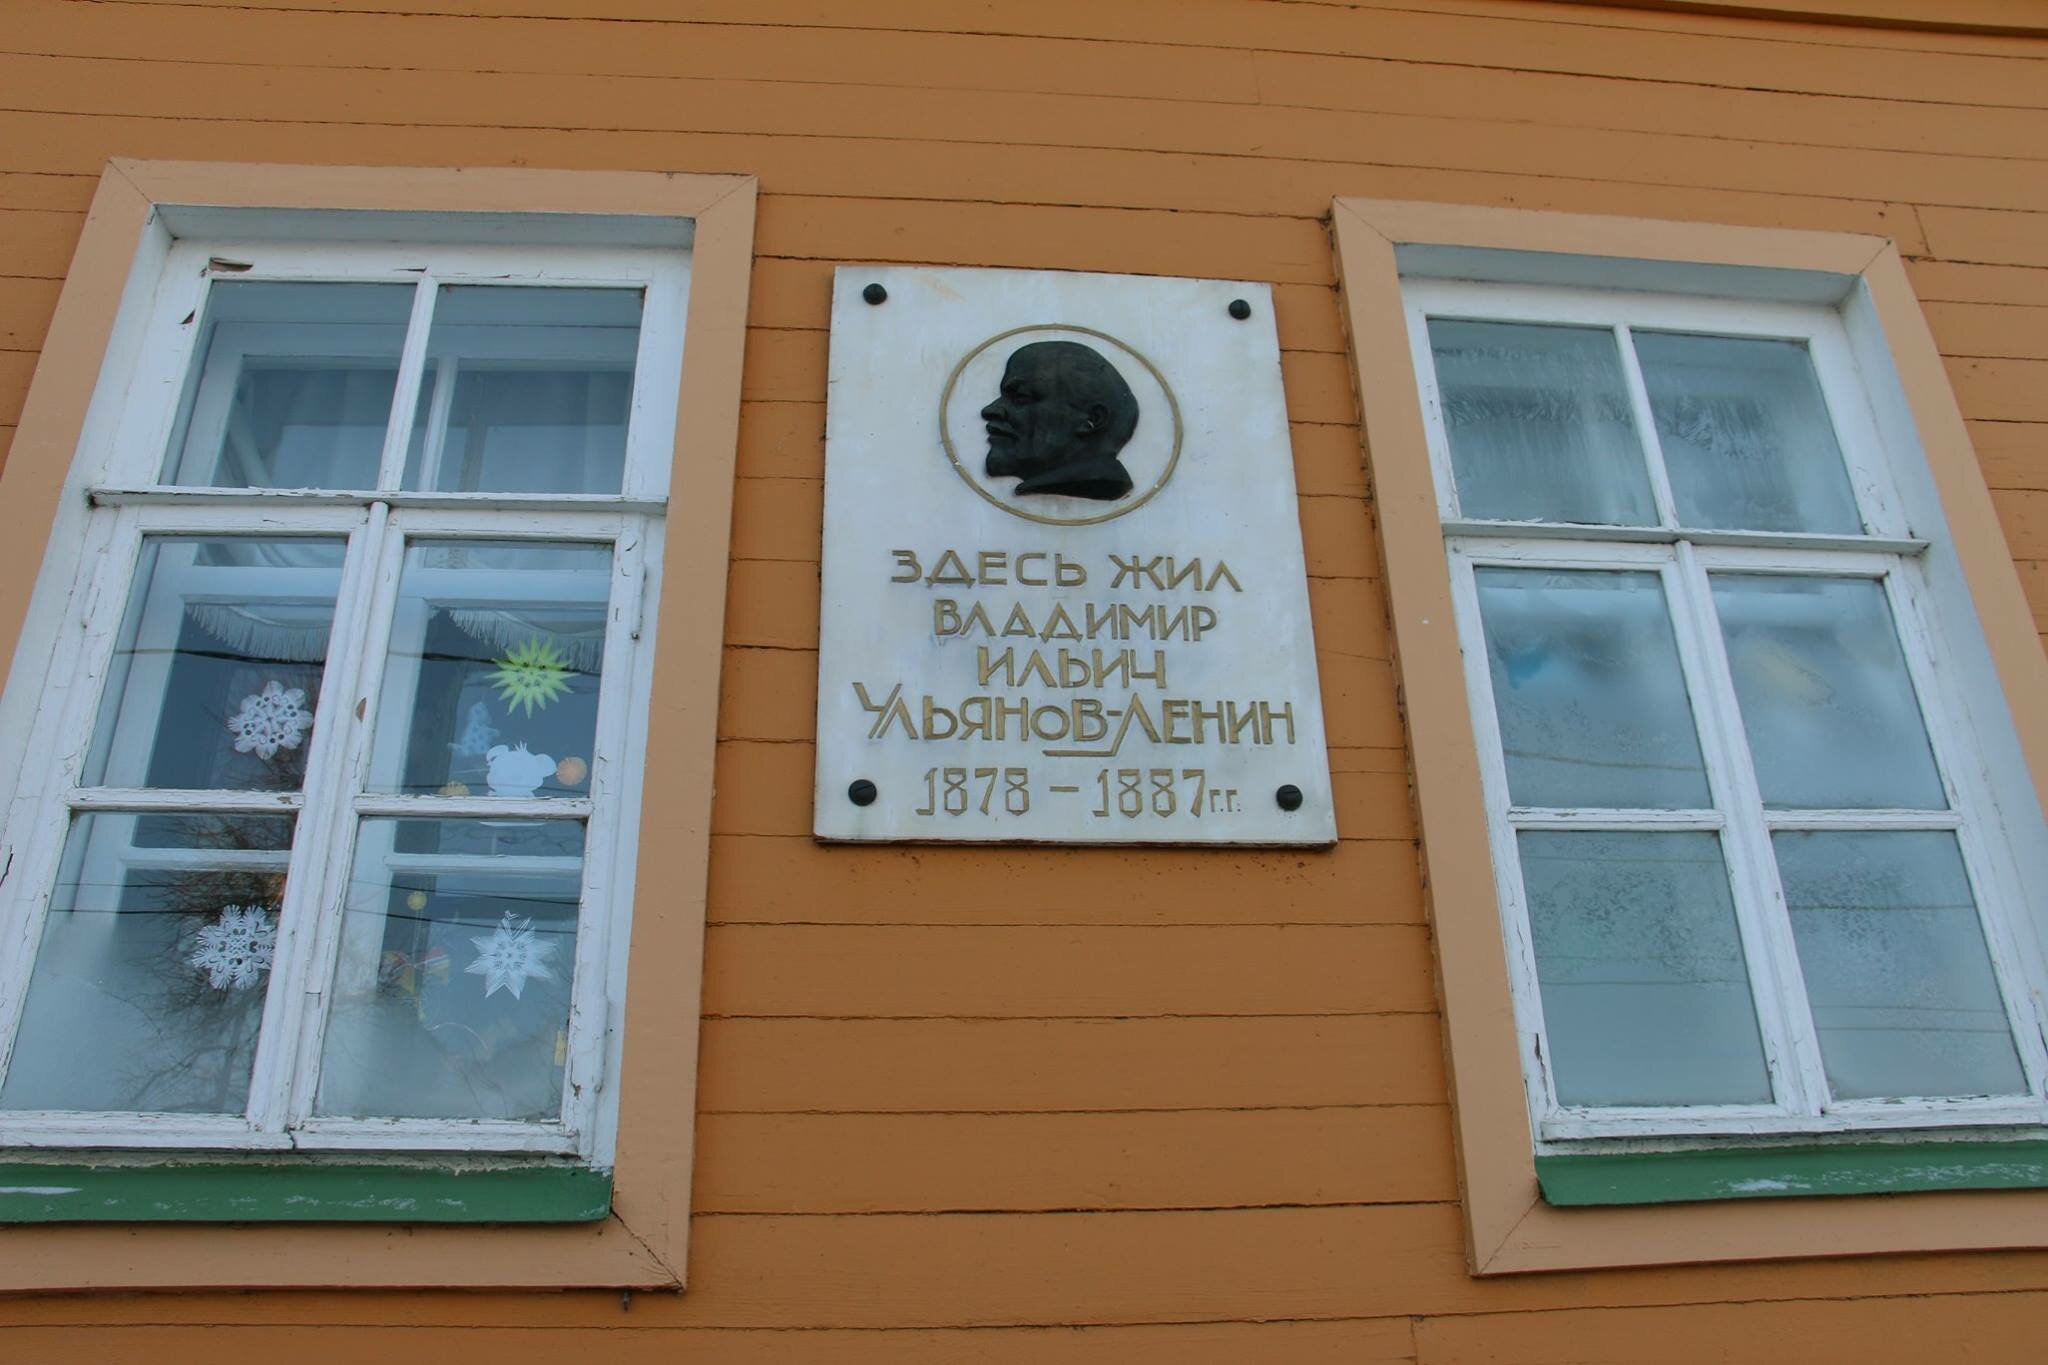 ЗДЕСЬ ЖИЛ
ВЛАДИМИР
ИЛЬИЧ
УЛЬЯНОВ-ЛЕНИН
1878 – 1887 г.г.